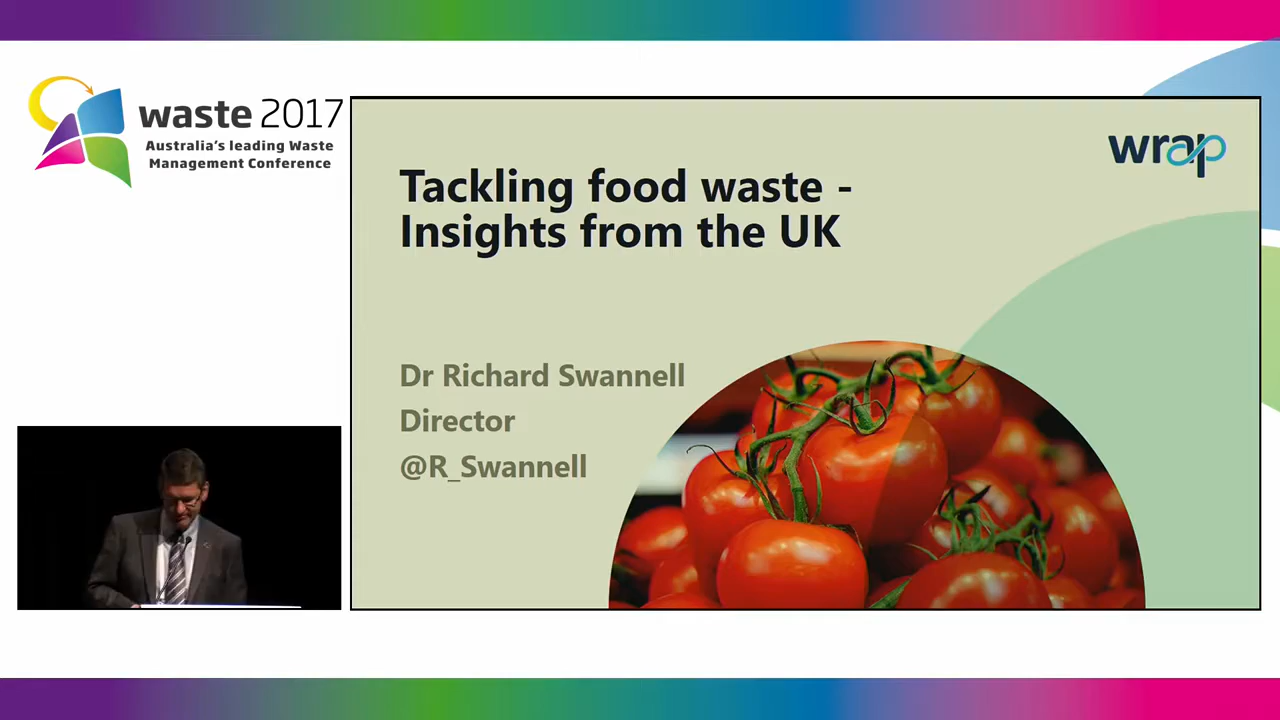 waste 2017
Australia's leading Waste
Management Conference
wrap
Tackling food waste -
Insights from the UK
Dr Richard Swannell
Director
@R_Swannell